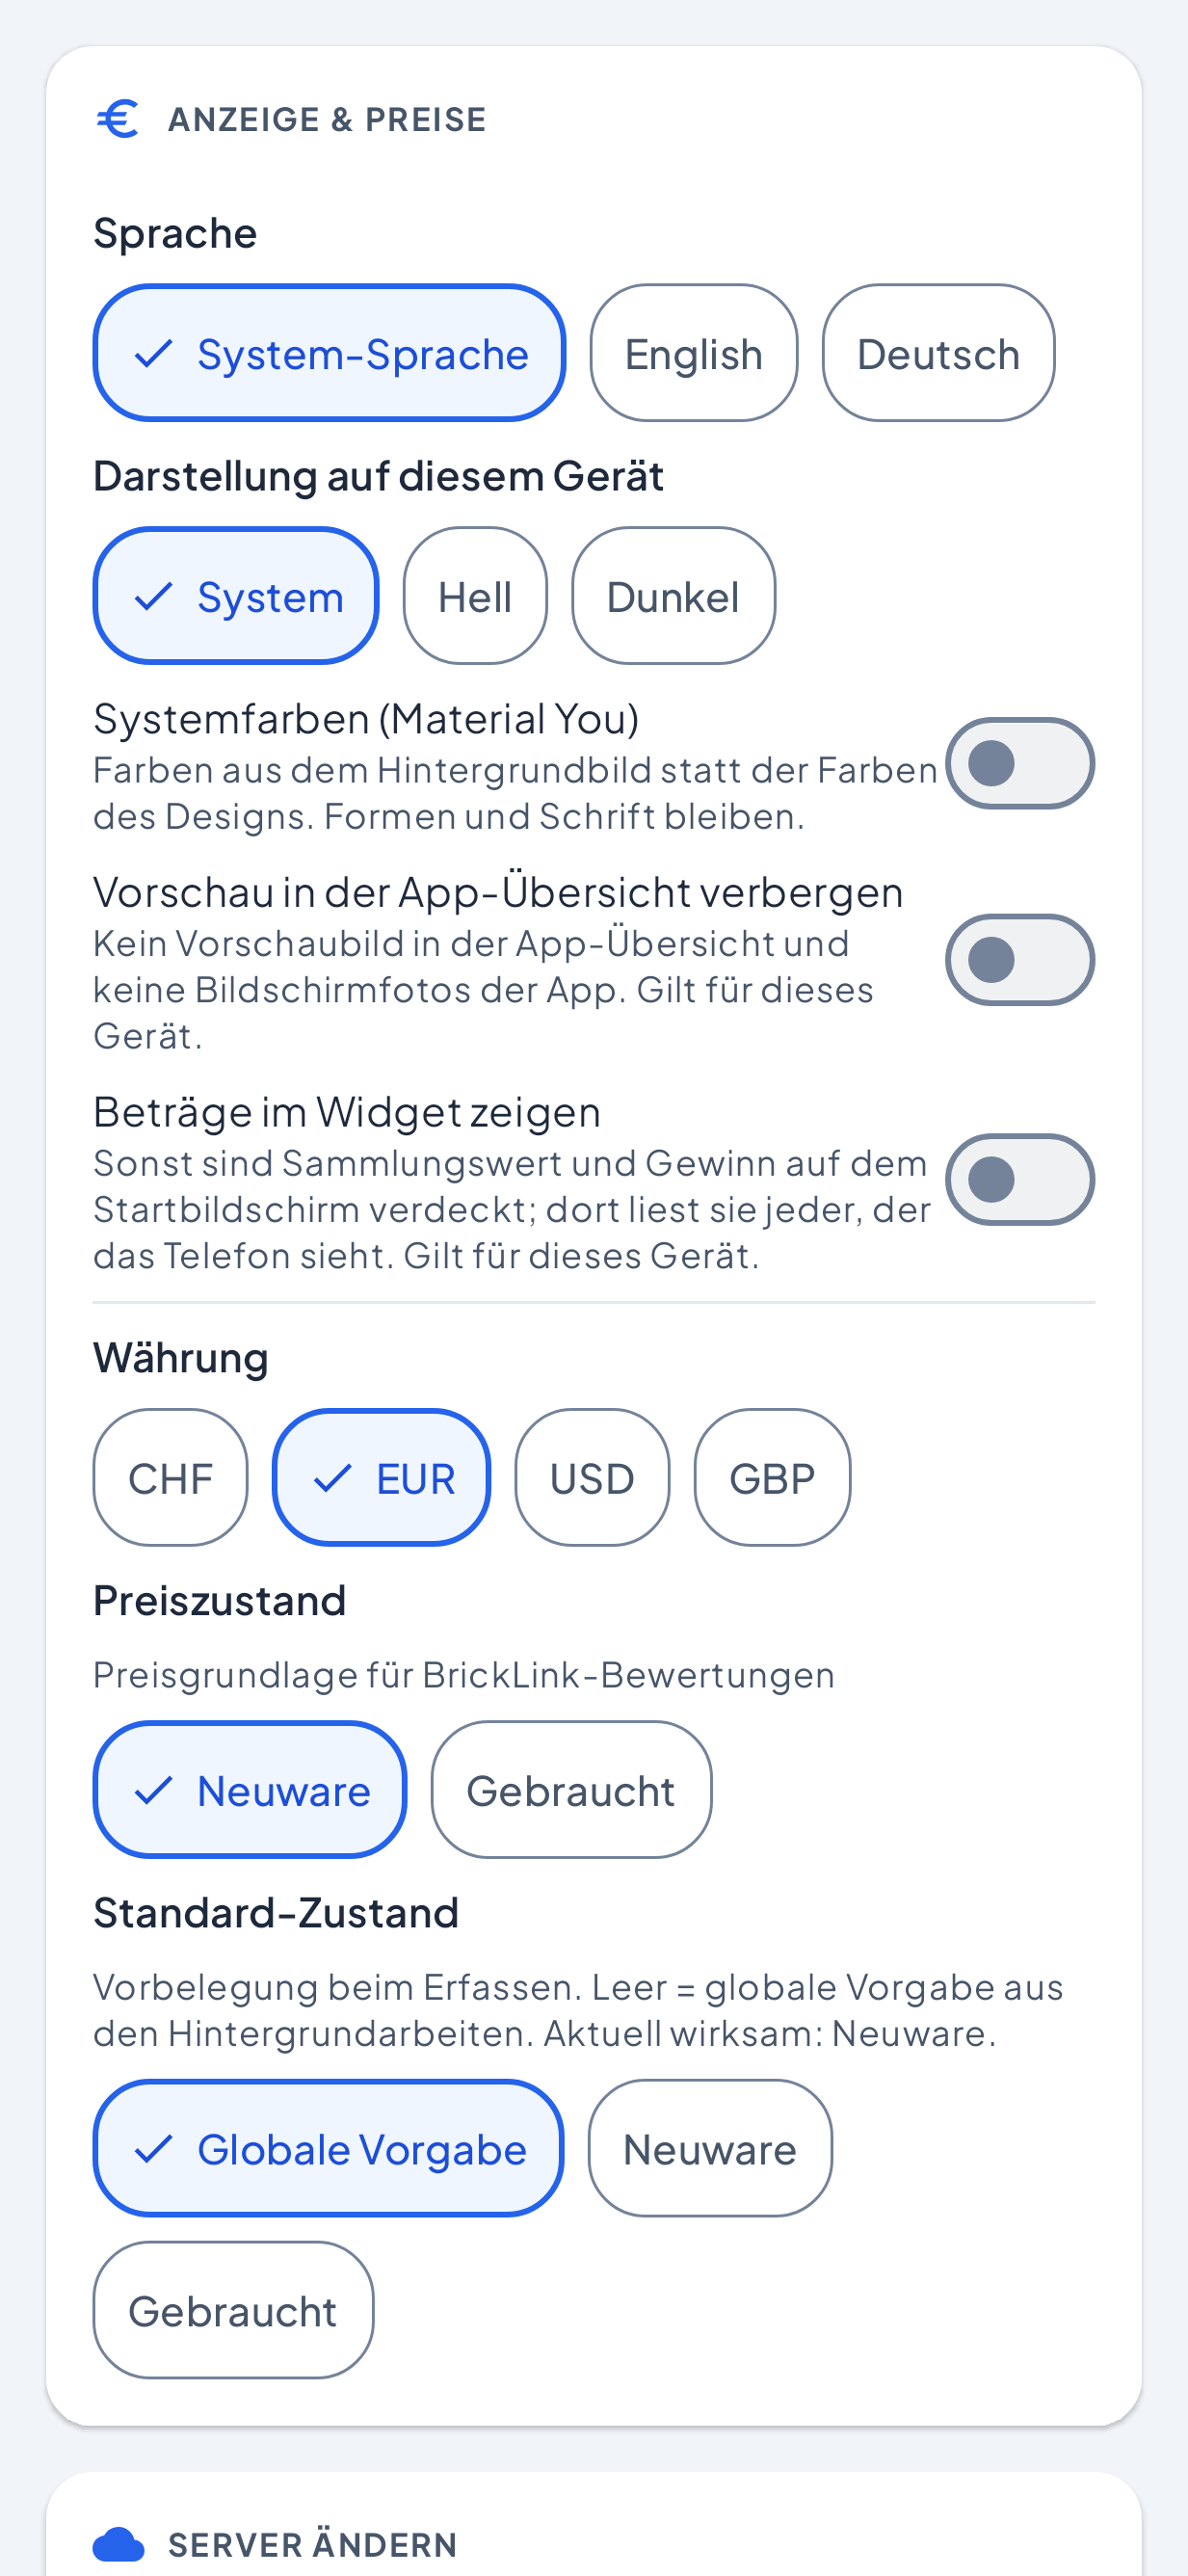 ANZEIGE & PREISE
Sprache
System-Sprache English Deutsch
Darstellung auf diesem Gerät
System Hell Dunkel
Systemfarben (Material You)
Farben aus dem Hintergrundbild statt der Farben
des Designs. Formen und Schrift bleiben.
Vorschau in der App-Übersicht verbergen
Kein Vorschaubild in der App-Übersicht und
keine Bildschirmfotos der App. Gilt für dieses
Gerät.
Beträge im Widget zeigen
Sonst sind Sammlungswert und Gewinn auf dem
Startbildschirm verdeckt; dort liest sie jeder, der
das Telefon sieht. Gilt für dieses Gerät.
Währung
CHF EUR USD GBP
Preiszustand
Preisgrundlage für BrickLink-Bewertungen
Neuware Gebraucht
Standard-Zustand
Vorbelegung beim Erfassen. Leer = globale Vorgabe aus
den Hintergrundarbeiten. Aktuell wirksam: Neuware.
Globale Vorgabe Neuware
Gebraucht
SERVER ÄNDERN